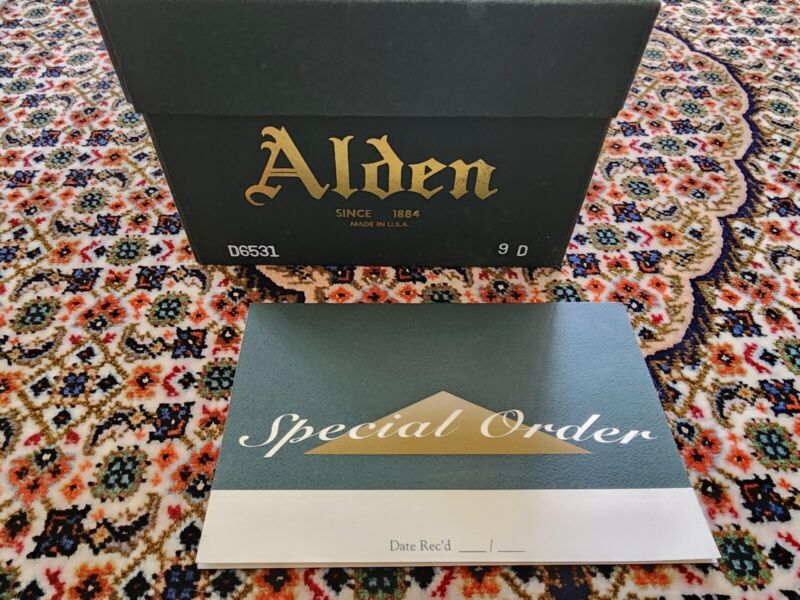 Alden
SINCE 1884
MADE IN U.S.A.
D6531 9 D
Special Order
Date Rec'd ___/___